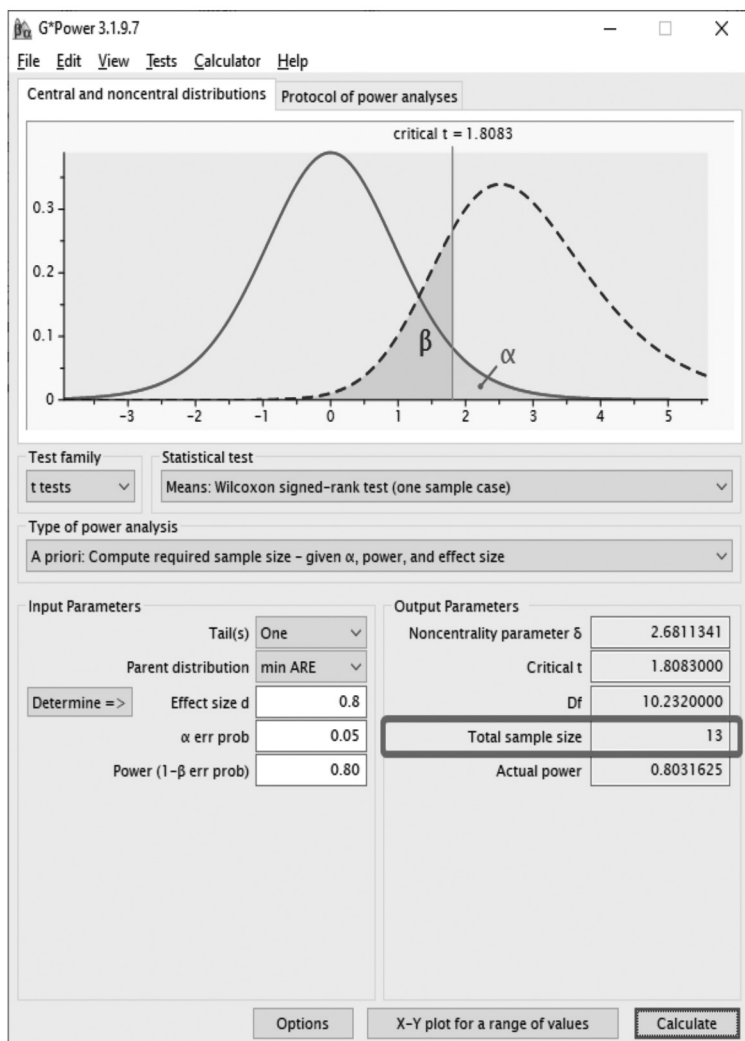 G*Power 3.1.9.7
File Edit View Tests Calculator Help
Central and noncentral distributions Protocol of power analyses
critical t = 1.8083
0.3
0.2
0.1
0
β
α
-3 -2 -1 0 1 2 3 4 5
Test family Statistical test
t tests Means: Wilcoxon signed-rank test (one sample case)
Type of power analysis
A priori: Compute required sample size – given α, power, and effect size
Input Parameters
Tail(s) One
Parent distribution min ARE
Determine => Effect size d 0.8
α err prob 0.05
Power (1-β err prob) 0.80
Output Parameters
Noncentrality parameter δ 2.6811341
Critical t 1.8083000
Df 10.2320000
Total sample size 13
Actual power 0.8031625
Options X-Y plot for a range of values Calculate